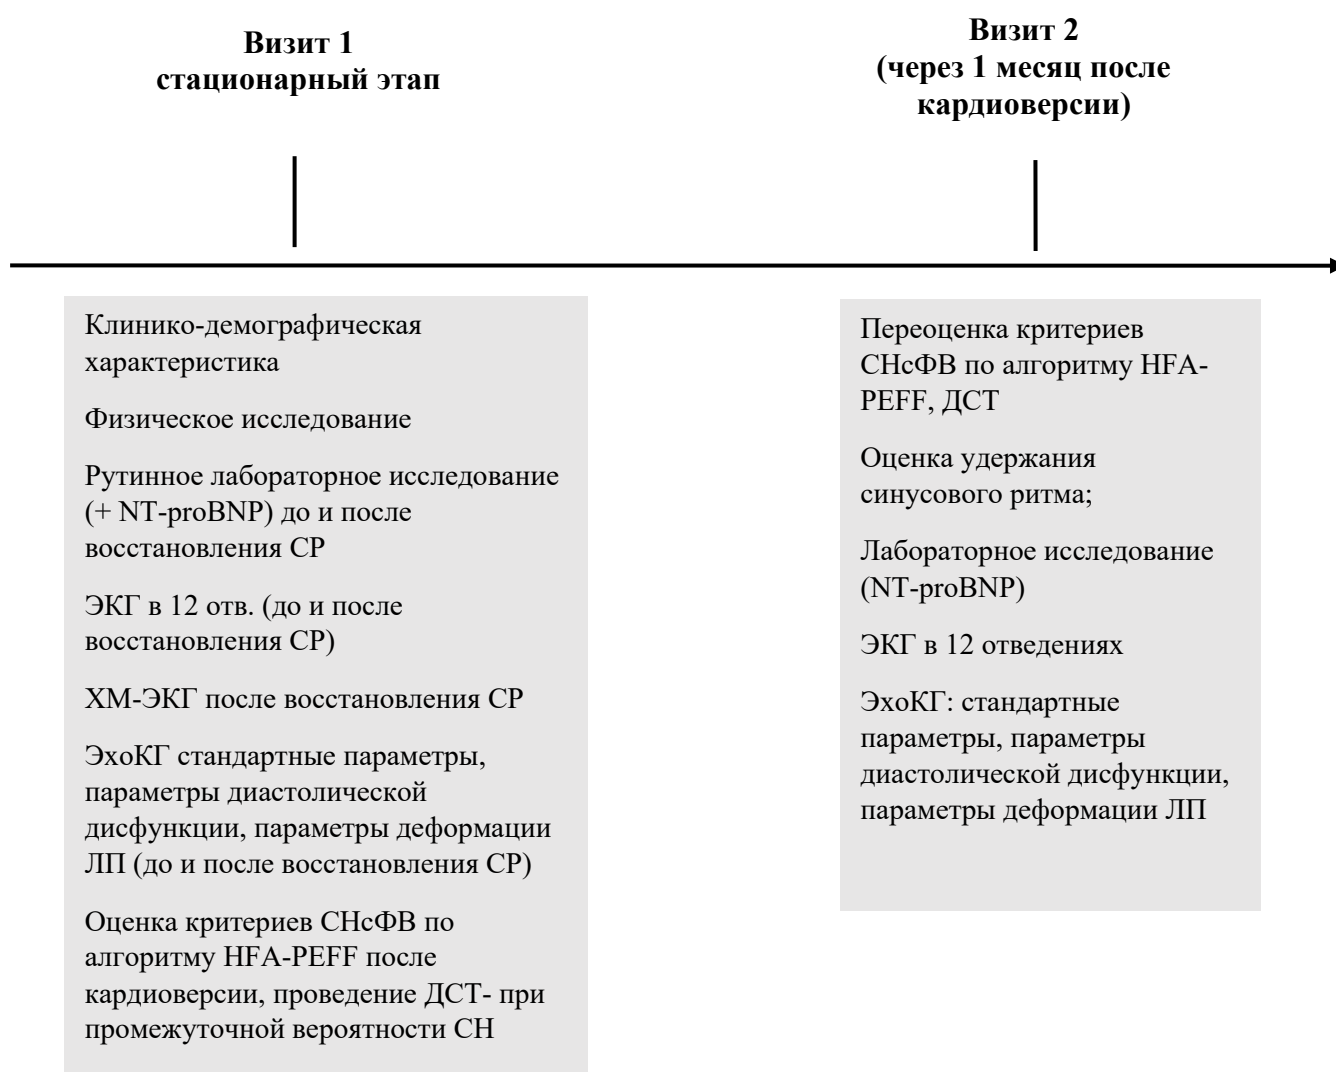 Визит 1
стационарный этап
Визит 2
(через 1 месяц после
кардиоверсии)
Клинико-демографическая
характеристика
Физическое исследование
Рутинное лабораторное исследование
(+ NT-proBNP) до и после
восстановления СР
ЭКГ в 12 отв. (до и после
восстановления СР)
ХМ-ЭКГ после восстановления СР
ЭхоКГ стандартные параметры,
параметры диастолической
дисфункции, параметры деформации
ЛП (до и после восстановления СР)
Оценка критериев СНсФВ по
алгоритму HFA-PEFF после
кардиоверсии, проведение ДСТ- при
промежуточной вероятности СН
Переоценка критериев
СНсФВ по алгоритму HFA-
PEFF, ДСТ
Оценка удержания
синусового ритма;
Лабораторное исследование
(NT-proBNP)
ЭКГ в 12 отведениях
ЭхоКГ: стандартные
параметры, параметры
диастолической дисфункции,
параметры деформации ЛП